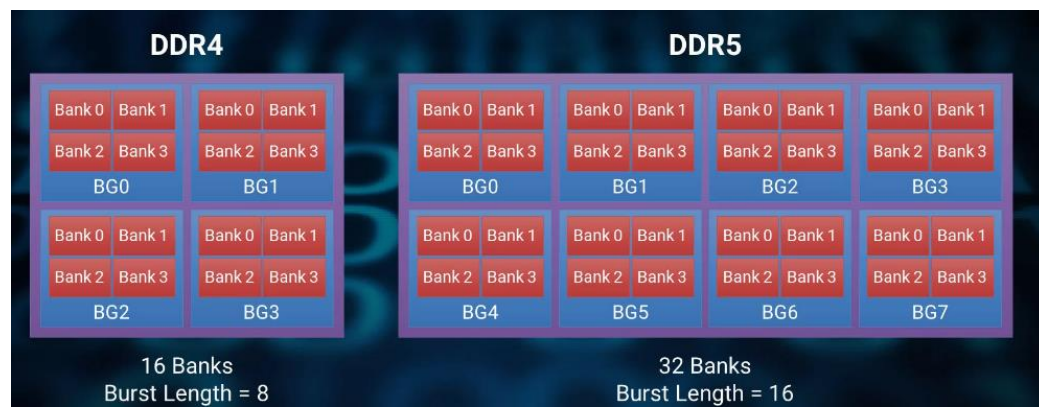 DDR4
Bank 0 Bank 1 Bank 0 Bank 1
Bank 2 Bank 3 Bank 2 Bank 3
BG0 BG1
Bank 0 Bank 1 Bank 0 Bank 1
Bank 2 Bank 3 Bank 2 Bank 3
BG2 BG3
16 Banks
Burst Length = 8
DDR5
Bank 0 Bank 1 Bank 0 Bank 1 Bank 0 Bank 1 Bank 0 Bank 1
Bank 2 Bank 3 Bank 2 Bank 3 Bank 2 Bank 3 Bank 2 Bank 3
BG0 BG1 BG2 BG3
Bank 0 Bank 1 Bank 0 Bank 1 Bank 0 Bank 1 Bank 0 Bank 1
Bank 2 Bank 3 Bank 2 Bank 3 Bank 2 Bank 3 Bank 2 Bank 3
BG4 BG5 BG6 BG7
32 Banks
Burst Length = 16